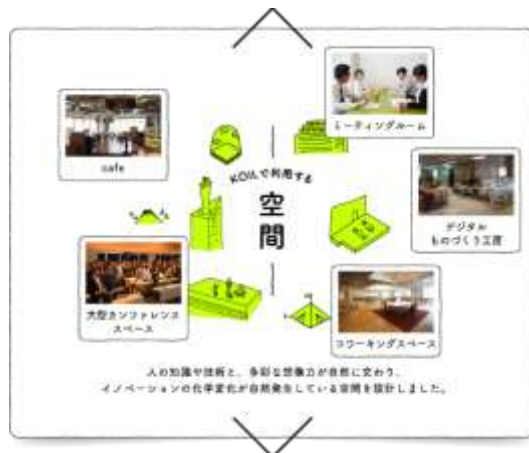 ミーティングルーム
cafe
KOILで利用する
空間
デジタル
ものづくり工房
大型カンファレンス
スペース
コワーキングスペース
人の知識や技術と、多彩な想像力が自然に交わり、
イノベーションの化学変化が自然発生している空間を設計しました。